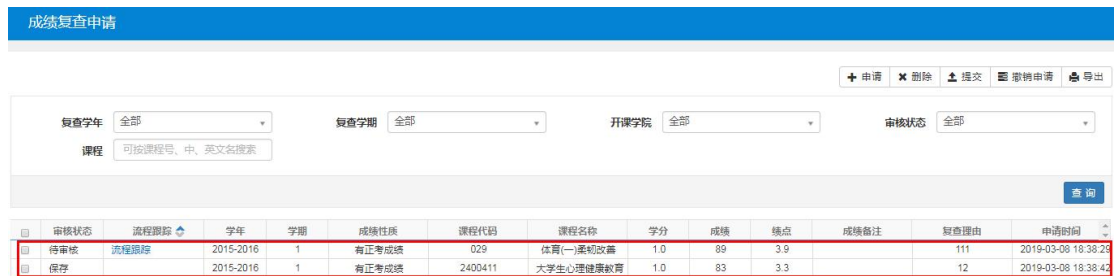 成绩复查申请
申请 删除 提交 撤销申请 导出
复查学年 全部 复查学期 全部 开课学院 全部 审核状态 全部
课程 可按课程号、中、英文名搜索
查询
审核状态 流程跟踪 学年 学期 成绩性质 课程代码 课程名称 学分 成绩 绩点 成绩备注 复查理由 申请时间
待审核 流程跟踪 2015-2016 1 有正考成绩 029 体育(一)柔韧改善 1.0 89 3.9 111 2019-03-08 18:38:29
保存 2015-2016 1 有正考成绩 2400411 大学生心理健康教育 1.0 83 3.3 12 2019-03-08 18:38:42